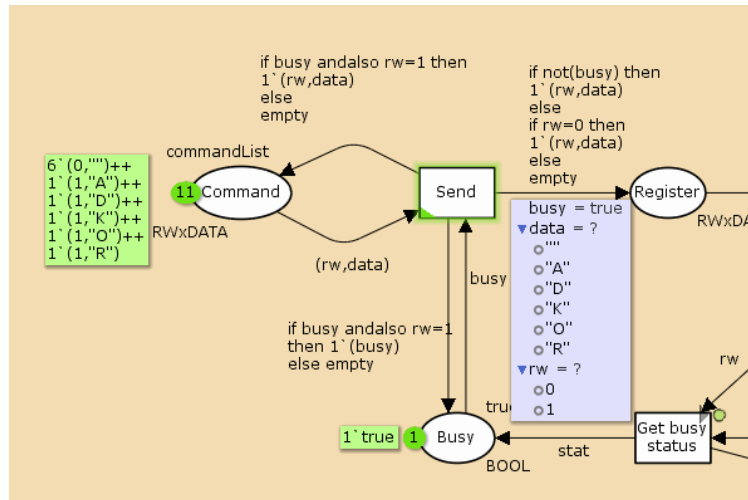 if busy andalso rw=1 then
1`(rw,data)
else
empty
if not(busy) then
1`(rw,data)
else
if rw=0 then
1`(rw,data)
else
empty
commandList
6`(0,"")++
1`(1,"A")++
1`(1,"D")++
1`(1,"K")++
1`(1,"O")++
1`(1,"R")
11
Command
RWxDATA
Send
Register
RWxDA
(rw,data)
busy
busy = true
data = ?
""
"A"
"D"
"K"
"O"
"R"
rw = ?
0
1
if busy andalso rw=1
then 1`(busy)
else empty
rw
true
1`true
1
Busy
BOOL
stat
Get busy
status